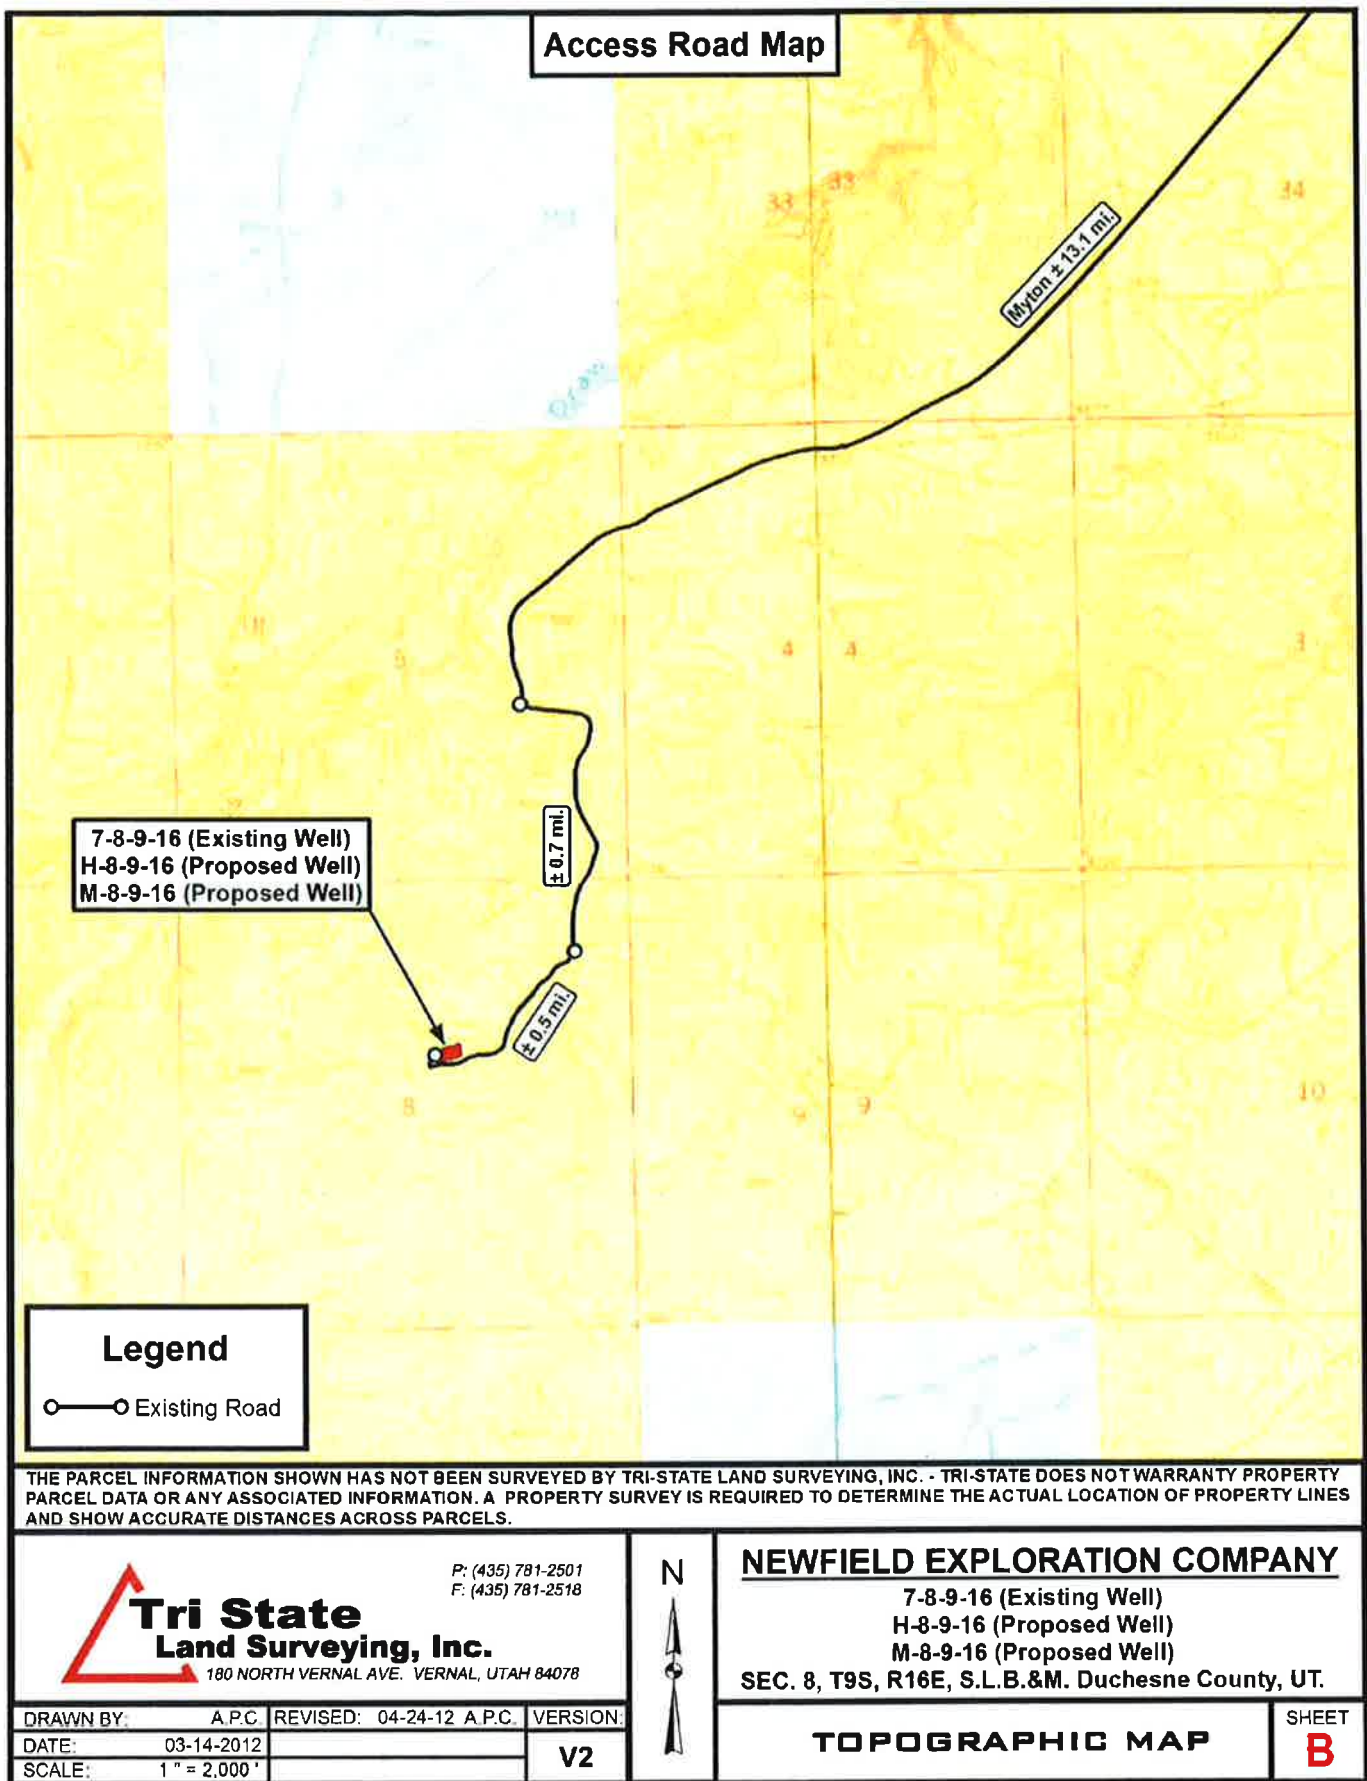 Access Road Map
33
33
34
Myton ± 13.1 mi.
Draw
4
4
3
± 0.7 mi.
7-8-9-16 (Existing Well)
H-8-9-16 (Proposed Well)
M-8-9-16 (Proposed Well)
± 0.5 mi.
8
9
9
10
Legend
Existing Road
THE PARCEL INFORMATION SHOWN HAS NOT BEEN SURVEYED BY TRI-STATE LAND SURVEYING, INC. - TRI-STATE DOES NOT WARRANTY PROPERTY
PARCEL DATA OR ANY ASSOCIATED INFORMATION. A PROPERTY SURVEY IS REQUIRED TO DETERMINE THE ACTUAL LOCATION OF PROPERTY LINES
AND SHOW ACCURATE DISTANCES ACROSS PARCELS.
P: (435) 781-2501
F: (435) 781-2518
Tri State
Land Surveying, Inc.
180 NORTH VERNAL AVE. VERNAL, UTAH 84078
N
NEWFIELD EXPLORATION COMPANY
7-8-9-16 (Existing Well)
H-8-9-16 (Proposed Well)
M-8-9-16 (Proposed Well)
SEC. 8, T9S, R16E, S.L.B.&M. Duchesne County, UT.
DRAWN BY: A.P.C. REVISED: 04-24-12 A.P.C. VERSION:
DATE: 03-14-2012
V2
SCALE: 1 " = 2,000 '
TOPOGRAPHIC MAP
SHEET
B